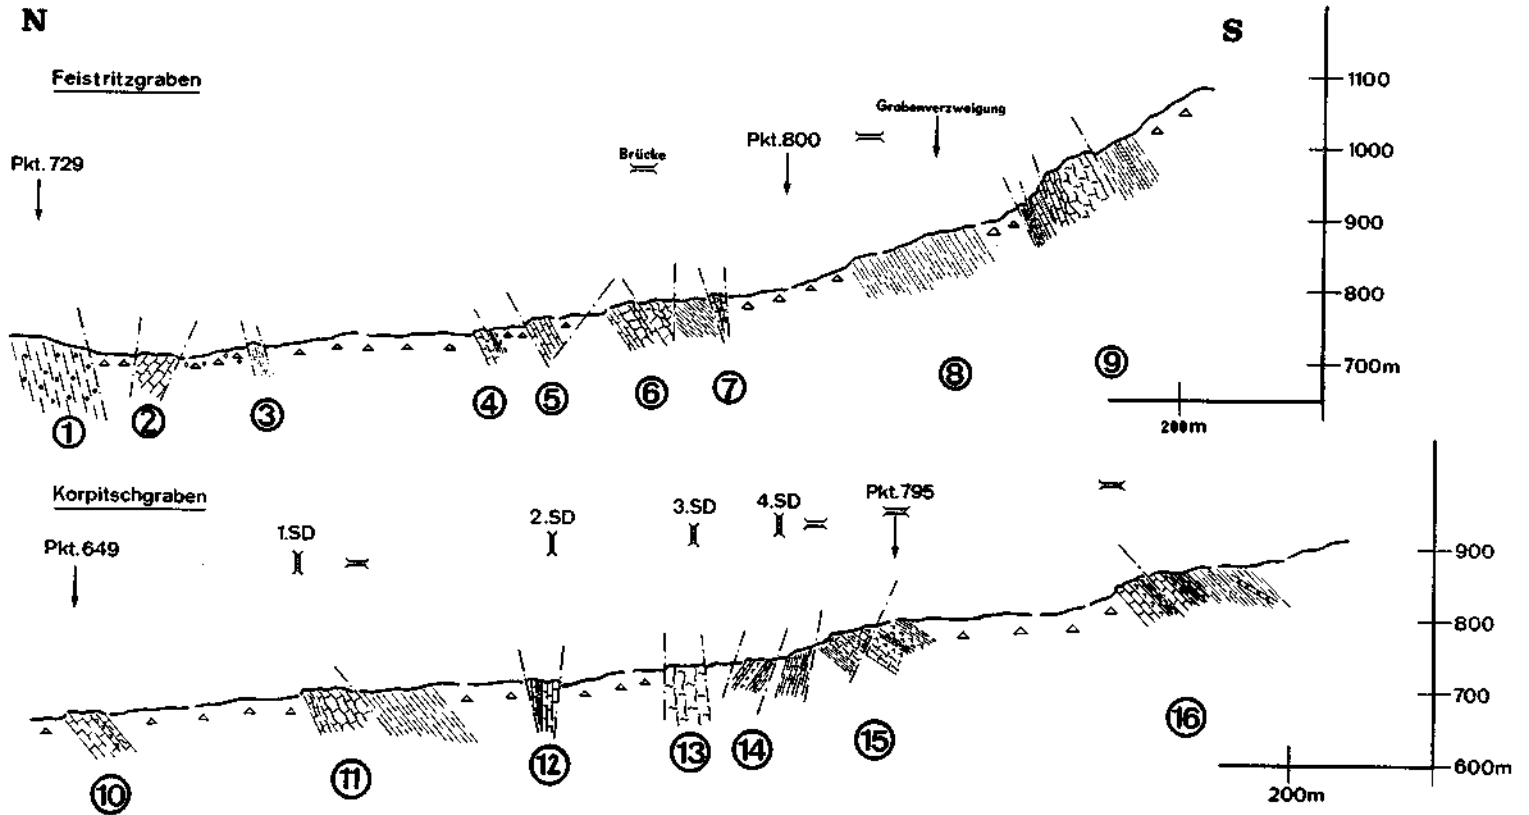 N
S
Feistritzgraben
1100
Grabenverzweigung
Pkt.800
Brücke
Pkt.729
1000
900
800
700m
1
2
3
4
5
6
7
8
9
200m
Korpitschgraben
Pkt.649
1.SD
2.SD
3.SD
4.SD
Pkt.795
900
800
700
600m
10
11
12
13
14
15
16
200m